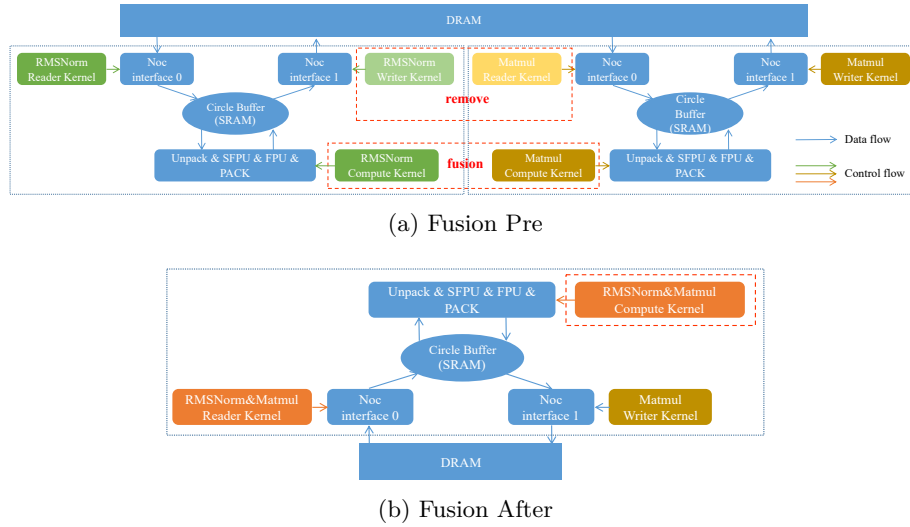 DRAM
RMSNorm
Reader Kernel
Noc
interface 0
Noc
interface 1
RMSNorm
Writer Kernel
Matmul
Reader Kernel
Noc
interface 0
Noc
interface 1
Matmul
Writer Kernel
remove
Circle Buffer
(SRAM)
Circle
Buffer
(SRAM)
Data flow
Unpack & SFPU & FPU &
PACK
fusion
RMSNorm
Compute Kernel
Matmul
Compute Kernel
Unpack & SFPU & FPU &
PACK
Control flow
(a) Fusion Pre
Unpack & SFPU & FPU &
PACK
RMSNorm&Matmul
Compute Kernel
Circle Buffer
(SRAM)
RMSNorm&Matmul
Reader Kernel
Noc
interface 0
Noc
interface 1
Matmul
Writer Kernel
DRAM
(b) Fusion After